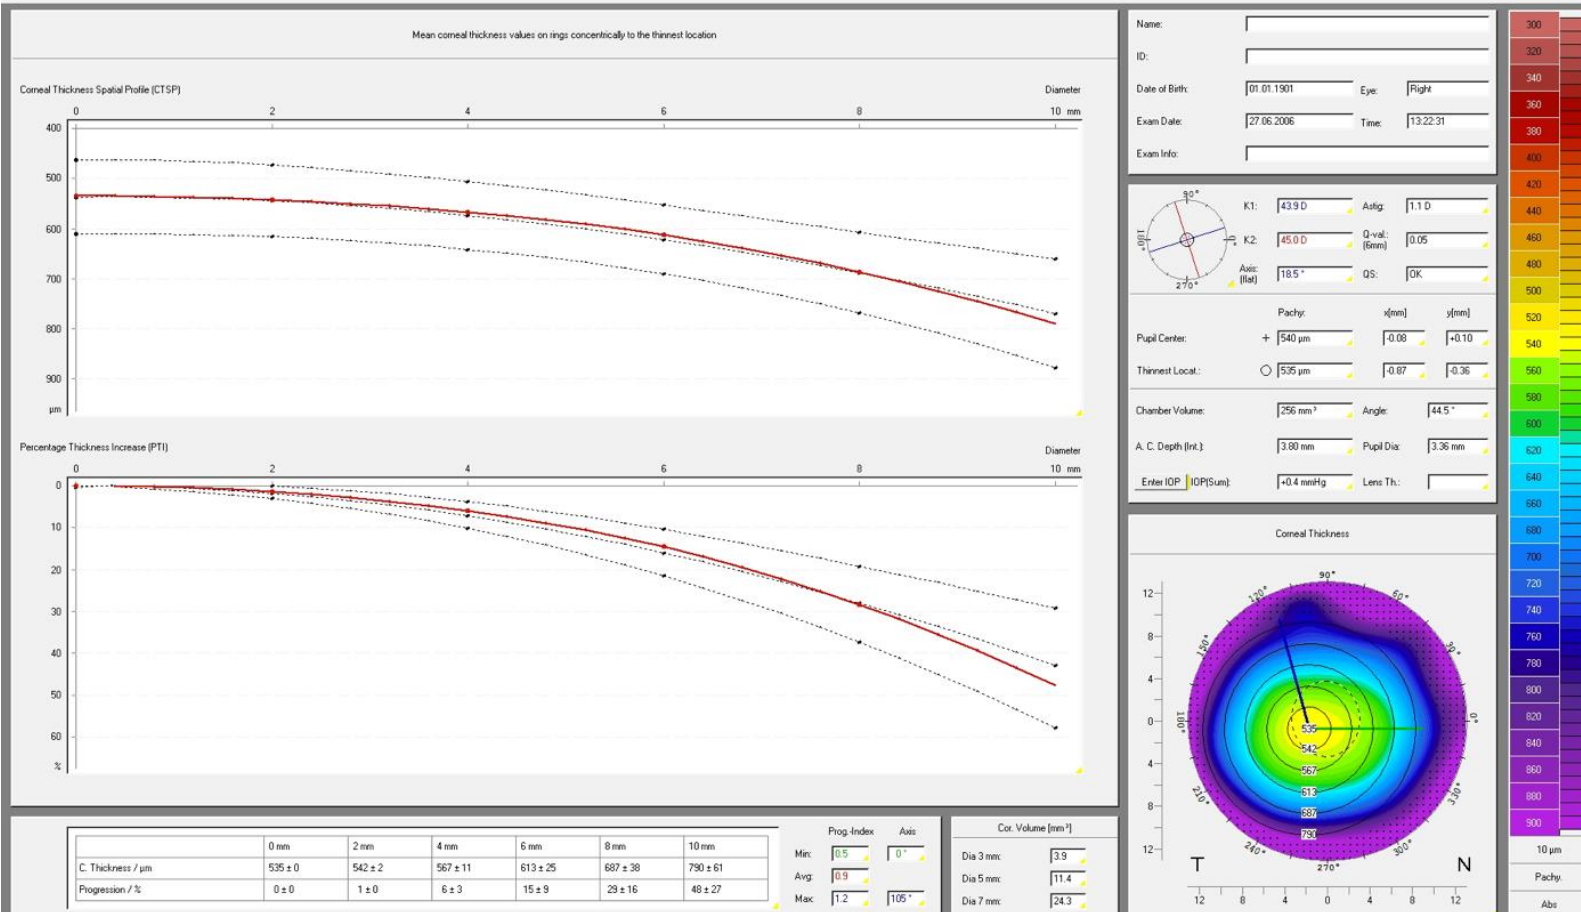 Mean corneal thickness values on rings concentrically to the thinnest location
Corneal Thickness Spatial Profile (CTSP)
Diameter
0 2 4 6 8 10 mm
400
500
600
700
800
900
µm
Percentage Thickness Increase (PTI)
Diameter
0 2 4 6 8 10 mm
0
10
20
30
40
50
60
%
0 mm 2 mm 4 mm 6 mm 8 mm 10 mm
C. Thickness / µm 535 ± 0 542 ± 2 567 ± 11 613 ± 25 687 ± 38 790 ± 61
Progression / % 0 ± 0 1 ± 0 6 ± 3 15 ± 9 29 ± 16 48 ± 27
Prog.-Index Axis
Min: 0.5 0°
Avg: 0.9
Max: 1.2 105°
Cor. Volume [mm³]
Dia 3 mm: 3.9
Dia 5 mm: 11.4
Dia 7 mm: 24.3
Name:
ID:
Date of Birth: 01.01.1901 Eye: Right
Exam Date: 27.06.2006 Time: 13:22:31
Exam Info:
90°
180°
0°
270°
K1: 43.9 D Astig: 1.1 D
K2: 45.0 D Q-val.: (6mm) 0.05
Axis: (flat) 18.5° QS: OK
Pachy: x[mm] y[mm]
Pupil Center: + 540 µm -0.08 +0.10
Thinnest Locat.: 535 µm -0.87 -0.36
Chamber Volume: 256 mm³ Angle: 44.5°
A. C. Depth (Int.): 3.80 mm Pupil Dia: 3.36 mm
Enter IOP IOP(Sum): +0.4 mmHg Lens Th.:
Corneal Thickness
90°
120° 60°
150° 30°
180° 0°
210° 330°
240° 300°
270°
12
8
4
0
4
8
12
535
542
567
613
687
790
T N
12 8 4 0 4 8 12
300
320
340
360
380
400
420
440
460
480
500
520
540
560
580
600
620
640
660
680
700
720
740
760
780
800
820
840
860
880
900
10 µm
Pachy.
Abs